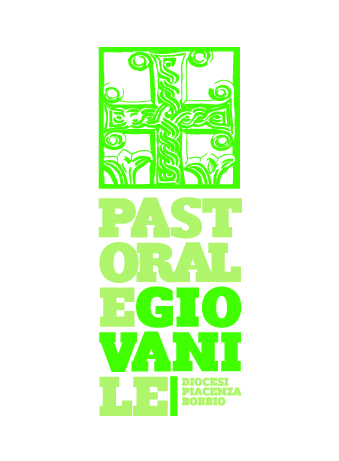 PAST
ORAL
EGIO
VANI
LE
DIOCESI
PIACENZA
BOBBIO